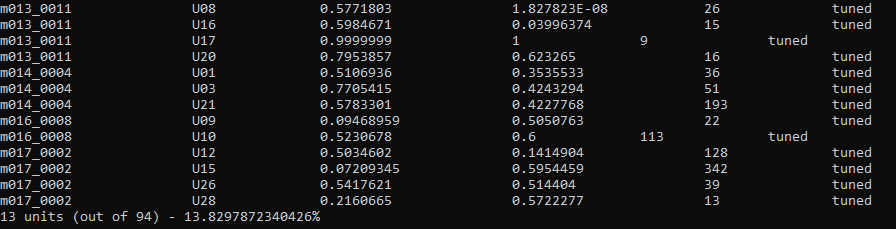 m013_0011 U08 0.5771803 1.827823E-08 26 tuned
m013_0011 U16 0.5984671 0.03996374 15 tuned
m013_0011 U17 0.9999999 1 9 tuned
m013_0011 U20 0.7953857 0.623265 16 tuned
m014_0004 U01 0.5106936 0.3535533 36 tuned
m014_0004 U03 0.7705415 0.4243294 51 tuned
m014_0004 U21 0.5783301 0.4227768 193 tuned
m016_0008 U09 0.09468959 0.5050763 22 tuned
m016_0008 U10 0.5230678 0.6 113 tuned
m017_0002 U12 0.5034602 0.1414904 128 tuned
m017_0002 U15 0.07209345 0.5954459 342 tuned
m017_0002 U26 0.5417621 0.514404 39 tuned
m017_0002 U28 0.2160665 0.5722277 13 tuned
13 units (out of 94) - 13.8297872340426%